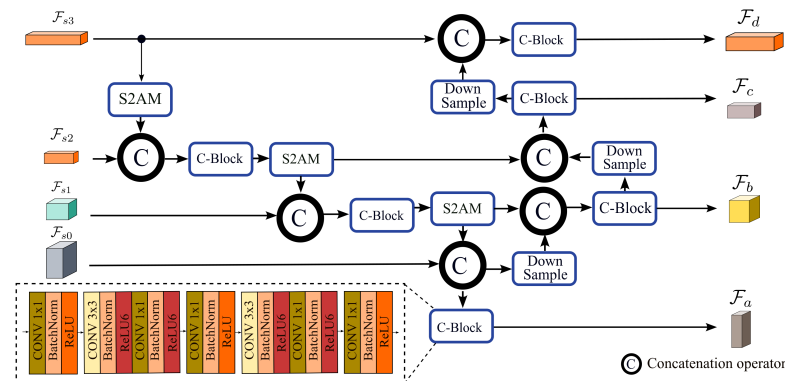 F_s3
C
C-Block
F_d
S2AM
Down
Sample
C-Block
F_c
F_s2
C
C-Block
S2AM
C
Down
Sample
F_s1
C
C-Block
S2AM
C
C-Block
F_b
F_s0
C
Down
Sample
C-Block
F_a
CONV 1x1
BatchNorm
ReLU
CONV 3x3
BatchNorm
ReLU6
CONV 1x1
BatchNorm
ReLU6
CONV 1x1
BatchNorm
ReLU
CONV 3x3
BatchNorm
ReLU6
CONV 1x1
BatchNorm
ReLU6
CONV 1x1
BatchNorm
ReLU
C Concatenation operator